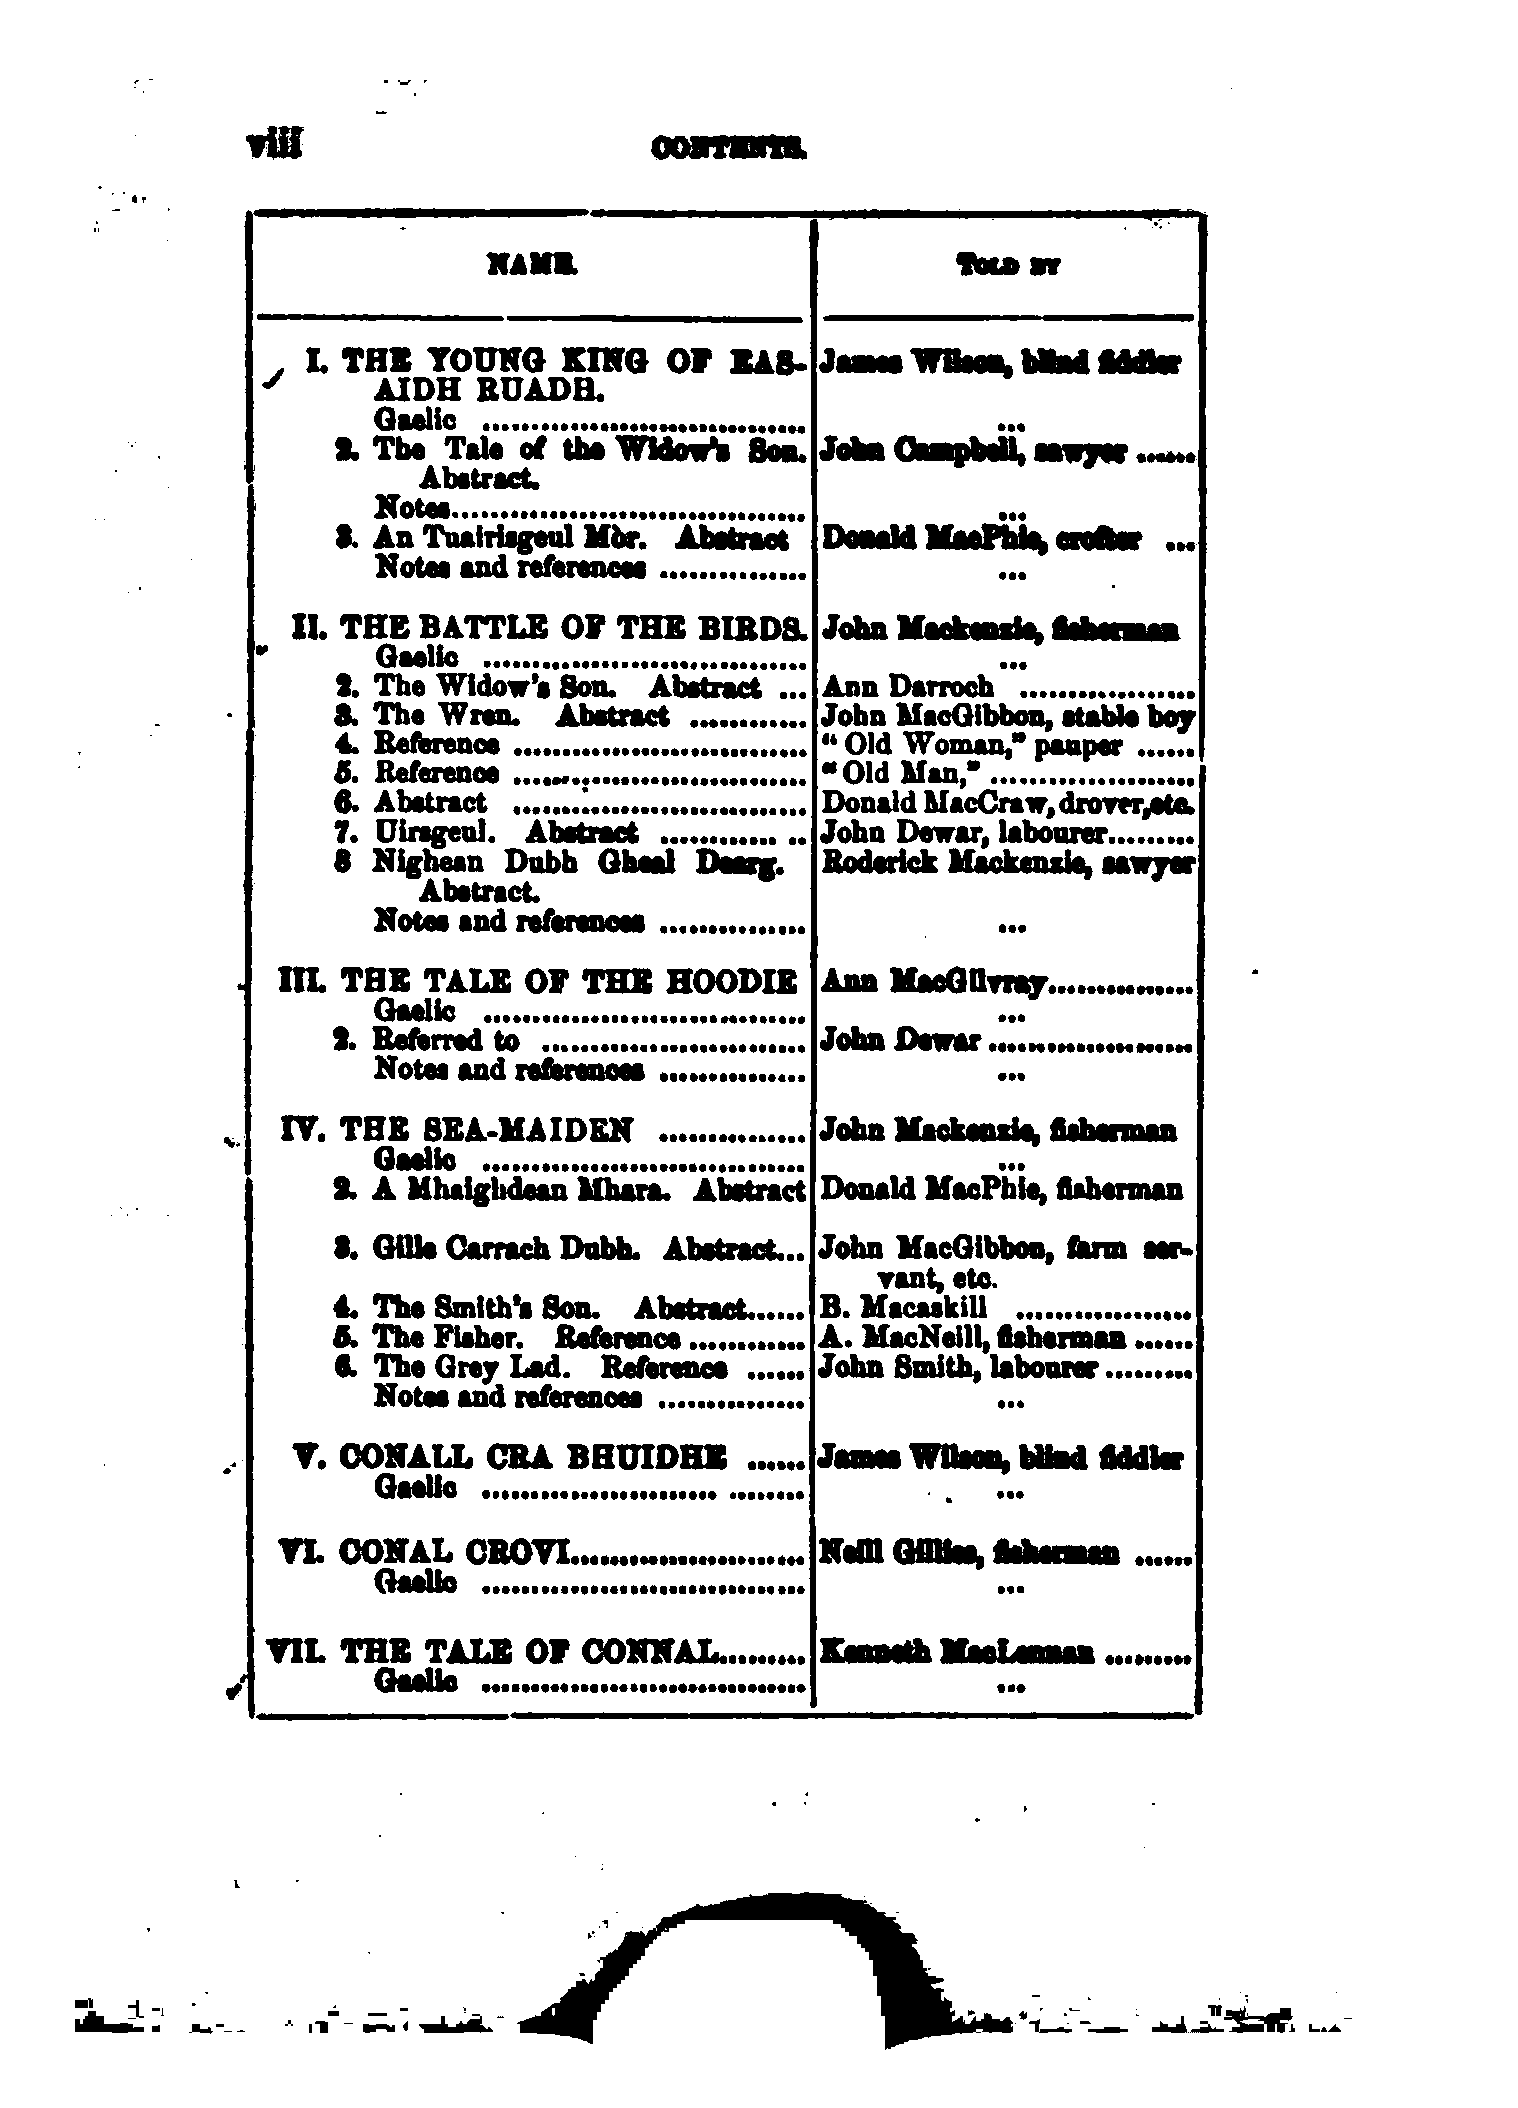 viii CONTENTS.
NAME. TOLD BY
I. THE YOUNG KING OF EAS- James Wilson, blind fiddler
AIDH RUADH.
Gaelic ................................. ...
2. The Tale of the Widow's Son. John Campbell, sawyer ......
Abstract.
Notes.................................... ...
3. An Tuairisgeul Mòr. Abstract Donald MacPhie, crofter ...
Notes and references ............... ...
II. THE BATTLE OF THE BIRDS. John Mackenzie, fisherman
Gaelic ................................. ...
2. The Widow's Son. Abstract ... Ann Darroch ..................
3. The Wren. Abstract ............ John MacGibbon, stable boy
4. Reference .............................. "Old Woman," pauper ......
5. Reference .............................. "Old Man," .....................
6. Abstract .............................. Donald MacCraw, drover, etc.
7. Uirsgeul. Abstract ............ .. John Dewar, labourer.........
8 Nighean Dubh Gheal Dearg. Roderick Mackenzie, sawyer
Abstract.
Notes and references ............... ...
III. THE TALE OF THE HOODIE Ann MacGilvray...............
Gaelic ................................. ...
2. Referred to ........................... John Dewar .....................
Notes and references ............... ...
IV. THE SEA-MAIDEN ............... John Mackenzie, fisherman
Gaelic ................................. ...
2. A Mhaighdean Mhara. Abstract Donald MacPhie, fisherman
3. Gille Carrach Dubh. Abstract... John MacGibbon, farm ser-
vant, etc.
4. The Smith's Son. Abstract...... B. Macaskill ..................
5. The Fisher. Reference ............ A. MacNeill, fisherman ......
6. The Grey Lad. Reference ...... John Smith, labourer .........
Notes and references ............... ...
V. CONALL CRA BHUIDHE ...... James Wilson, blind fiddler
Gaelic ........................ ........ ...
VI. CONAL CROVI........................ Neill Gillies, fisherman ......
Gaelic ................................. ...
VII. THE TALE OF CONNAL......... Kenneth MacLennan .........
Gaelic ................................. ...